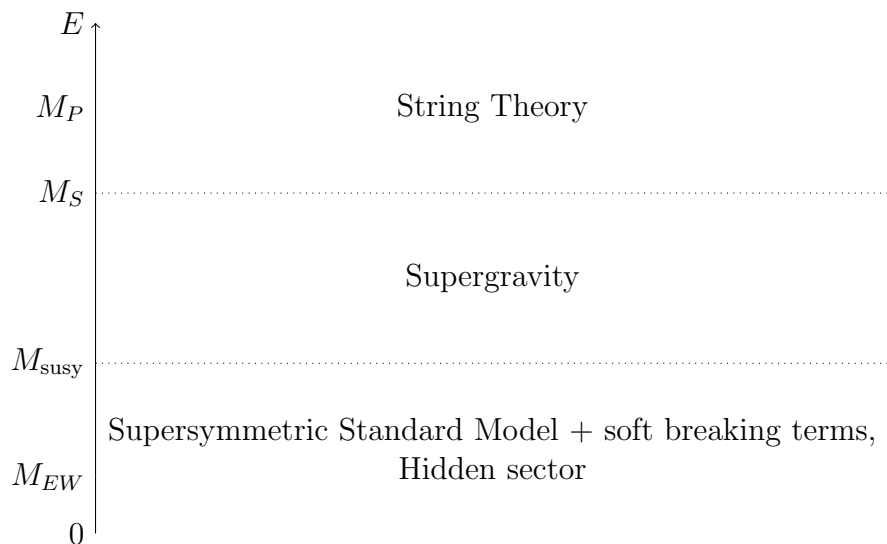 E
M_P
String Theory
M_S
Supergravity
M_susy
Supersymmetric Standard Model + soft breaking terms,
Hidden sector
M_EW
0